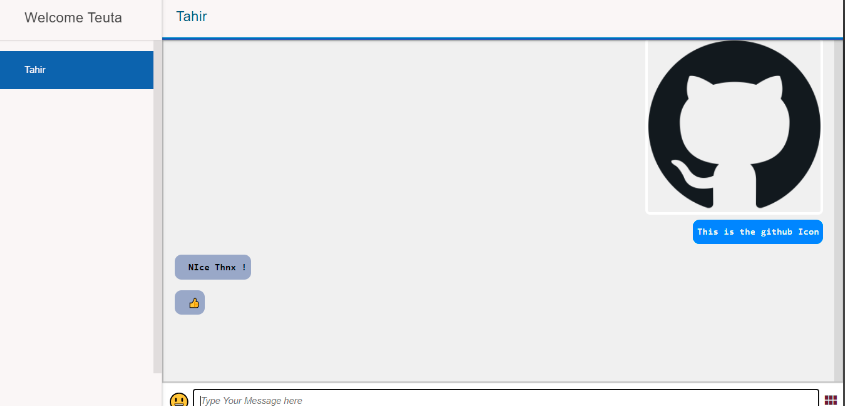 Welcome Teuta
Tahir
Tahir
This is the github Icon
NIce Thnx !
Type Your Message here